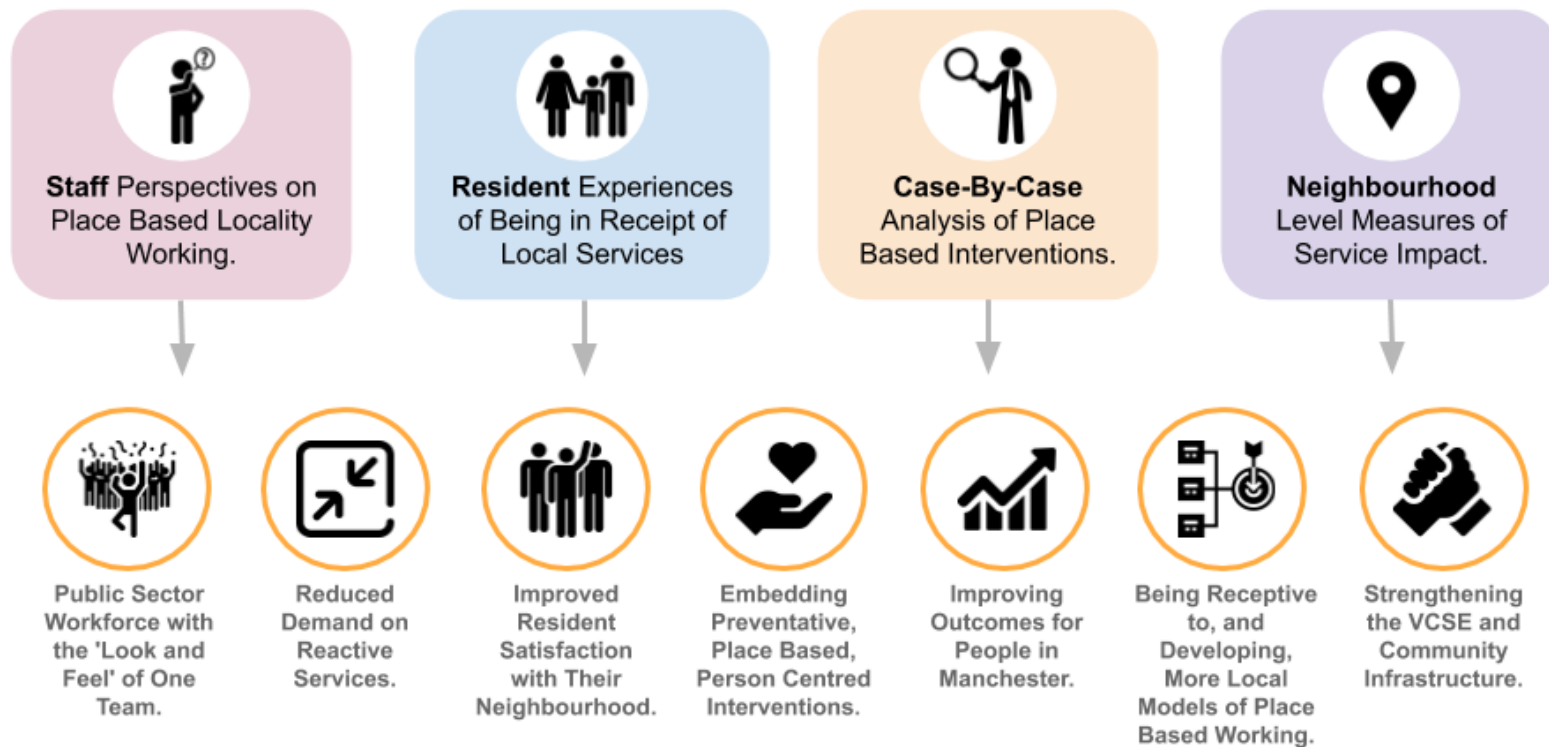 Staff Perspectives on
Place Based Locality
Working.
Resident Experiences
of Being in Receipt of
Local Services
Case-By-Case
Analysis of Place
Based Interventions.
Neighbourhood
Level Measures of
Service Impact.
Public Sector
Workforce with
the 'Look and
Feel' of One
Team.
Reduced
Demand on
Reactive
Services.
Improved
Resident
Satisfaction
with Their
Neighbourhood.
Embedding
Preventative,
Place Based,
Person Centred
Interventions.
Improving
Outcomes for
People in
Manchester.
Being Receptive
to, and
Developing,
More Local
Models of Place
Based Working.
Strengthening
the VCSE and
Community
Infrastructure.